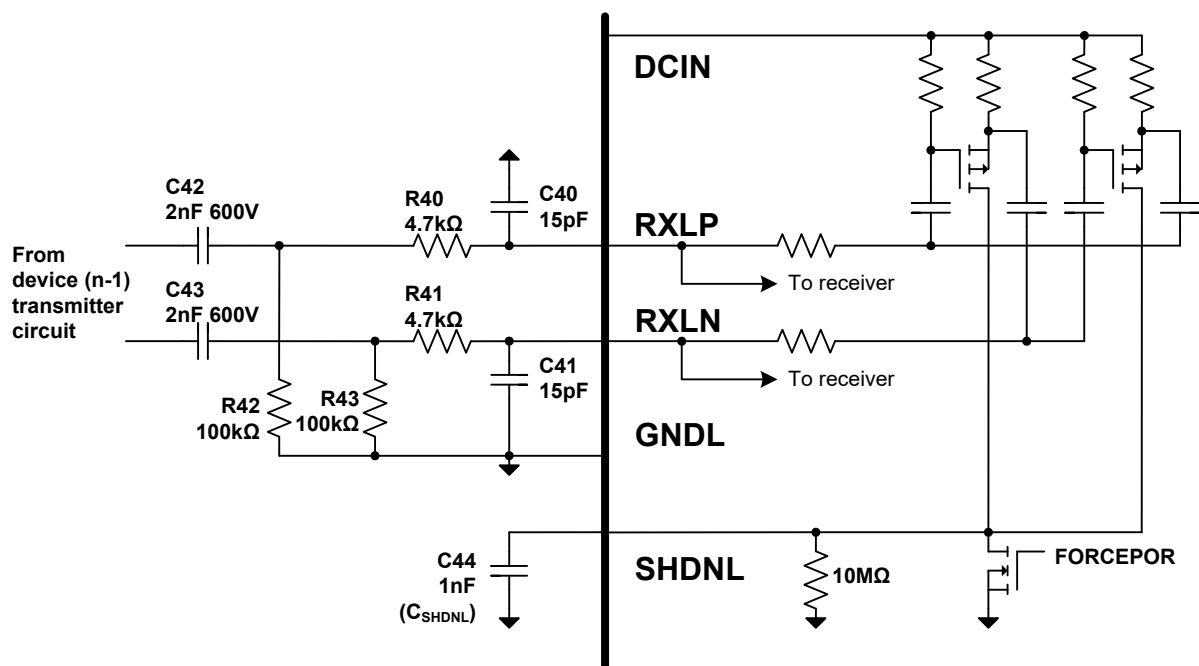 DCIN
C42
2nF 600V
R40
4.7kΩ
C40
15pF
RXLP
To receiver
From
device (n-1)
transmitter
circuit
C43
2nF 600V
R41
4.7kΩ
RXLN
To receiver
C41
15pF
R42
100kΩ
R43
100kΩ
GNDL
C44
1nF
(CSHDNL)
SHDNL
10MΩ
FORCEPOR